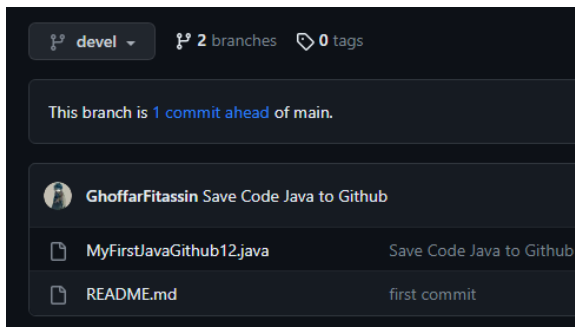 devel 2 branches 0 tags
This branch is 1 commit ahead of main.
GhoffarFitassin Save Code Java to Github
MyFirstJavaGithub12.java Save Code Java to Github
README.md first commit